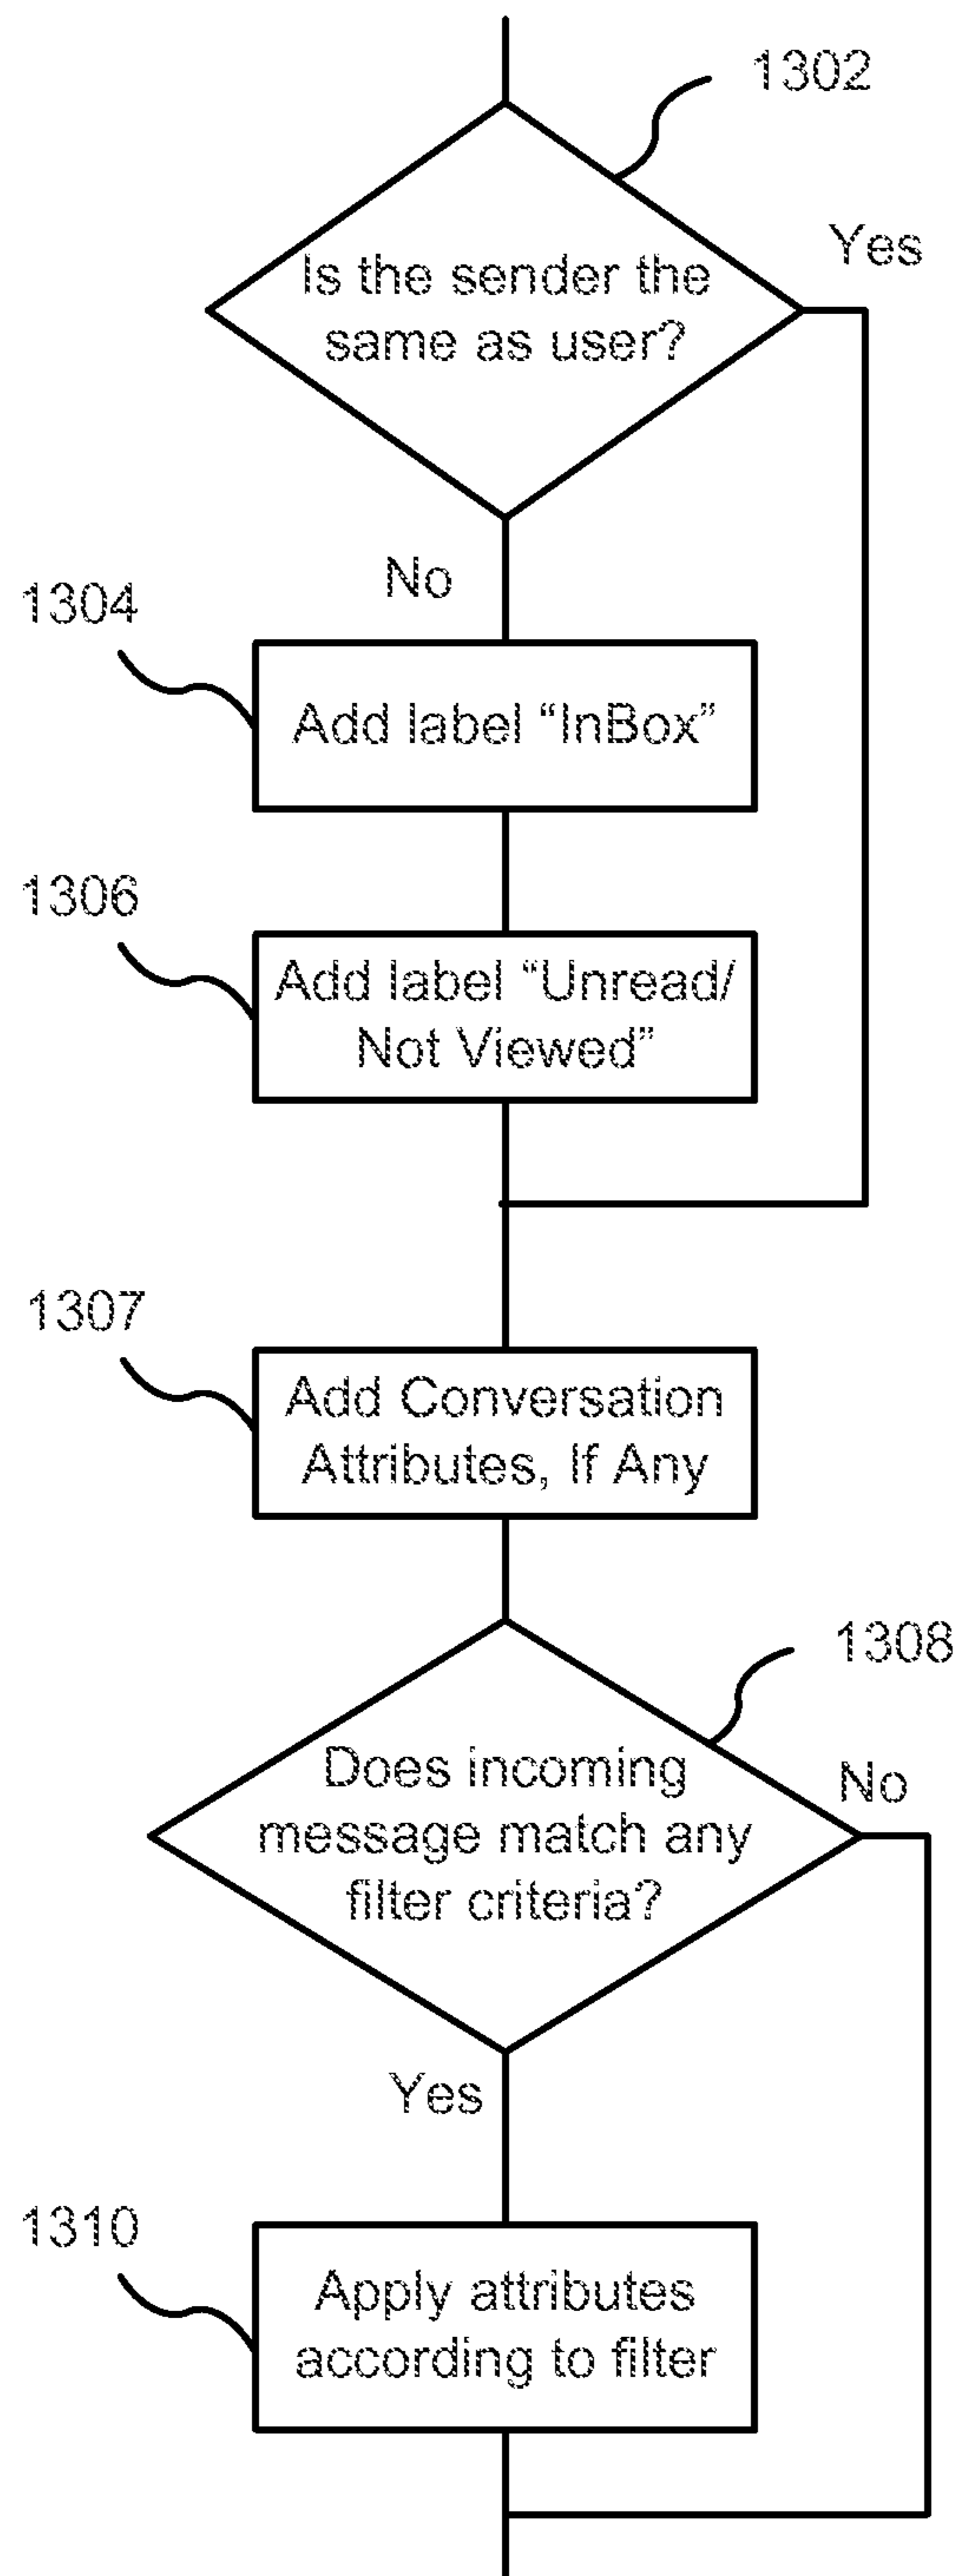 1302
Yes
Is the sender the
same as user?
No
1304
Add label “InBox”
1306
Add label “Unread/
Not Viewed”
1307
Add Conversation
Attributes, If Any
1308
No
Does incoming
message match any
filter criteria?
Yes
1310
Apply attributes
according to filter